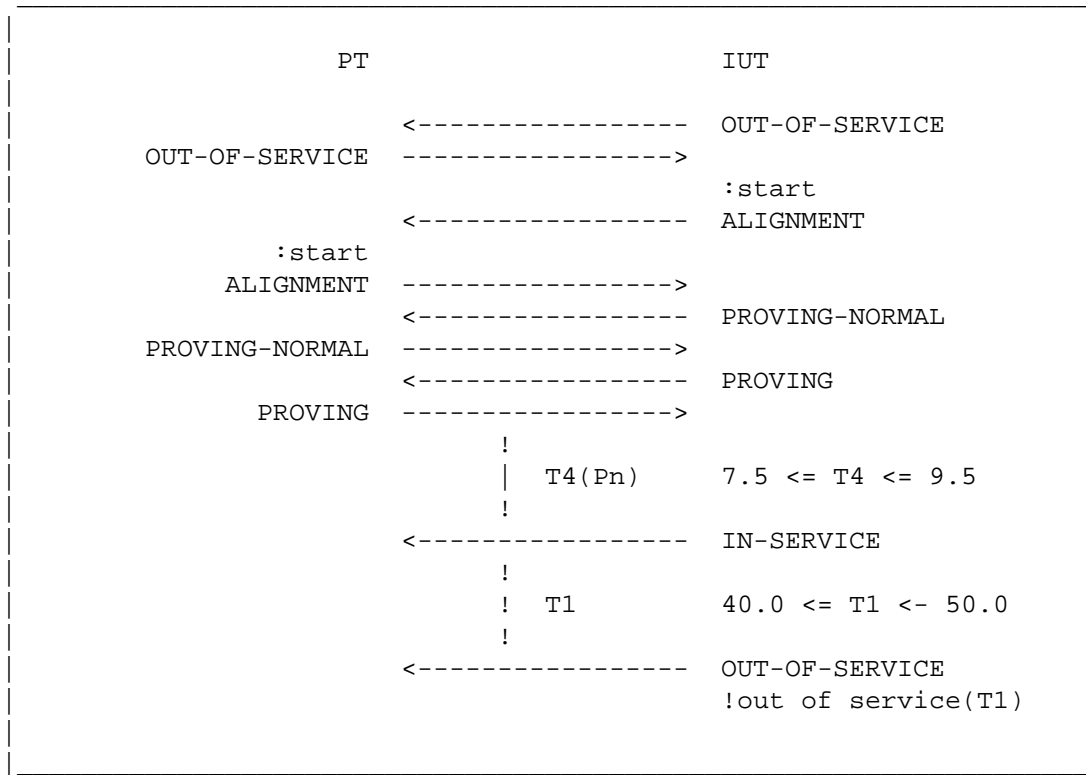 PT IUT
<----------------- OUT-OF-SERVICE
OUT-OF-SERVICE ----------------->
:start
<----------------- ALIGNMENT
:start
ALIGNMENT ----------------->
<----------------- PROVING-NORMAL
PROVING-NORMAL ----------------->
<----------------- PROVING
PROVING ----------------->
!
| T4(Pn) 7.5 <= T4 <= 9.5
!
<----------------- IN-SERVICE
!
! T1 40.0 <= T1 <- 50.0
!
<----------------- OUT-OF-SERVICE
!out of service(T1)